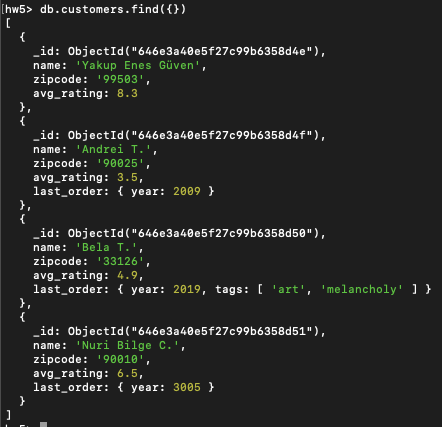 [hw5> db.customers.find({})
[
  {
    _id: ObjectId("646e3a40e5f27c99b6358d4e"),
    name: 'Yakup Enes Güven',
    zipcode: '99503',
    avg_rating: 8.3
  },
  {
    _id: ObjectId("646e3a40e5f27c99b6358d4f"),
    name: 'Andrei T.',
    zipcode: '90025',
    avg_rating: 3.5,
    last_order: { year: 2009 }
  },
  {
    _id: ObjectId("646e3a40e5f27c99b6358d50"),
    name: 'Bela T.',
    zipcode: '33126',
    avg_rating: 4.9,
    last_order: { year: 2019, tags: [ 'art', 'melancholy' ] }
  },
  {
    _id: ObjectId("646e3a40e5f27c99b6358d51"),
    name: 'Nuri Bilge C.',
    zipcode: '90010',
    avg_rating: 6.5,
    last_order: { year: 3005 }
  }
]
hw5>